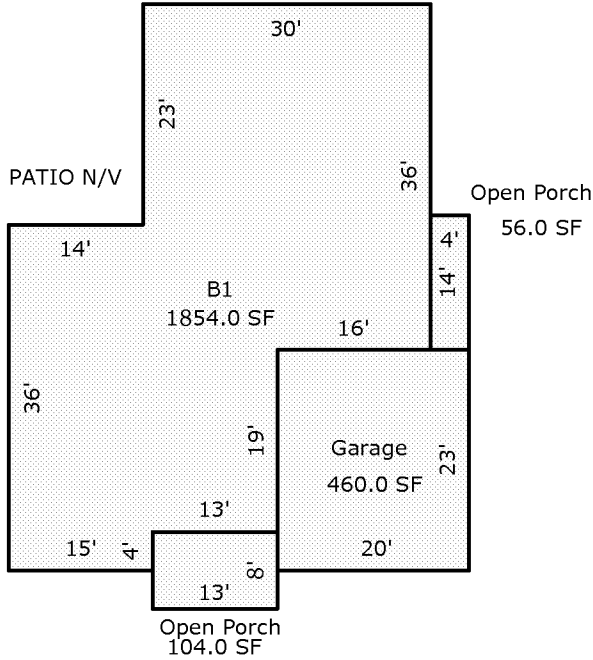 30'
23'
PATIO N/V
36'
Open Porch
56.0 SF
4'
14'
14'
B1
1854.0 SF
16'
36'
19'
Garage
460.0 SF
23'
13'
15'
4'
20'
8'
13'
Open Porch
104.0 SF